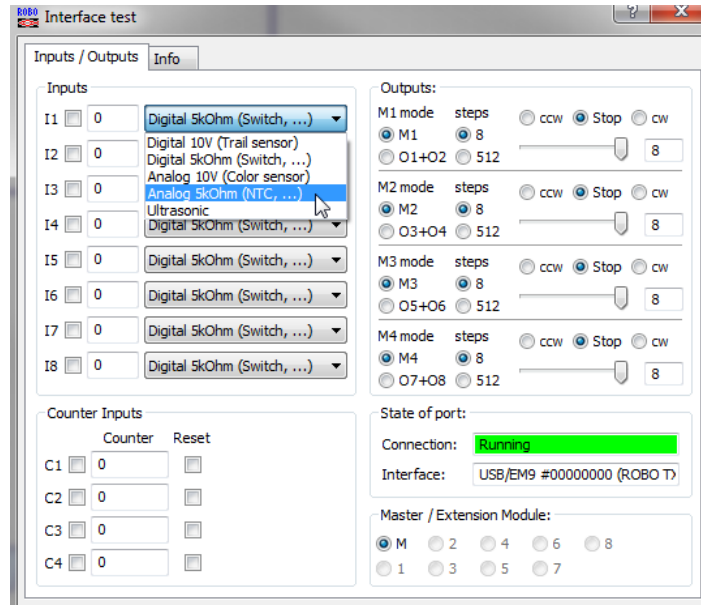 ROBO Interface test
Inputs / Outputs Info
Inputs
I1 0 Digital 5kOhm (Switch, ...)
Digital 10V (Trail sensor)
Digital 5kOhm (Switch, ...)
Analog 10V (Color sensor)
Analog 5kOhm (NTC, ...)
Ultrasonic
I2 0
I3 0
I4 0 Digital 5kOhm (Switch, ...)
I5 0 Digital 5kOhm (Switch, ...)
I6 0 Digital 5kOhm (Switch, ...)
I7 0 Digital 5kOhm (Switch, ...)
I8 0 Digital 5kOhm (Switch, ...)
Counter Inputs
Counter Reset
C1 0
C2 0
C3 0
C4 0
Outputs:
M1 mode steps ccw Stop cw
M1 8
O1+O2 512 8
M2 mode steps ccw Stop cw
M2 8
O3+O4 512 8
M3 mode steps ccw Stop cw
M3 8
O5+O6 512 8
M4 mode steps ccw Stop cw
M4 8
O7+O8 512 8
State of port:
Connection: Running
Interface: USB/EM9 #00000000 (ROBO
Master / Extension Module:
M 2 4 6 8
1 3 5 7